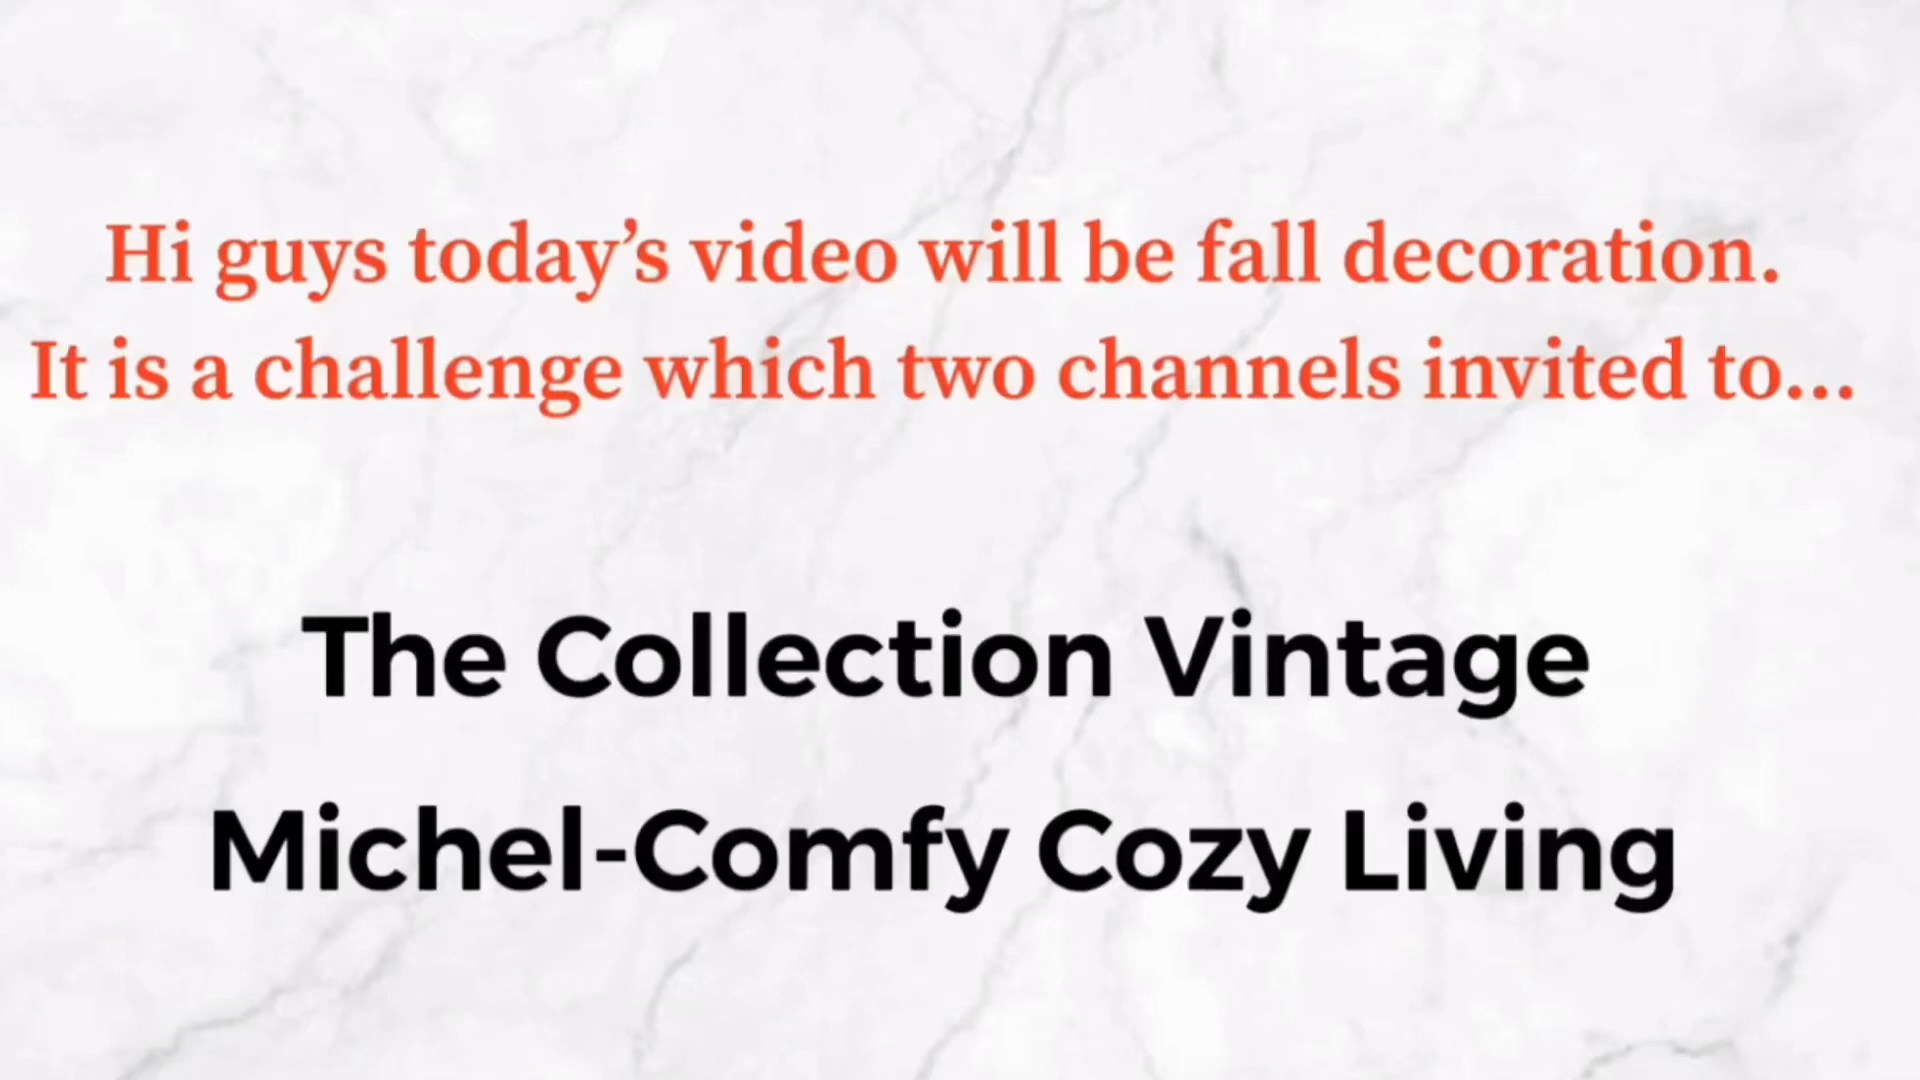 Hi guys today’s video will be fall decoration.
It is a challenge which two channels invited to...
The Collection Vintage
Michel-Comfy Cozy Living